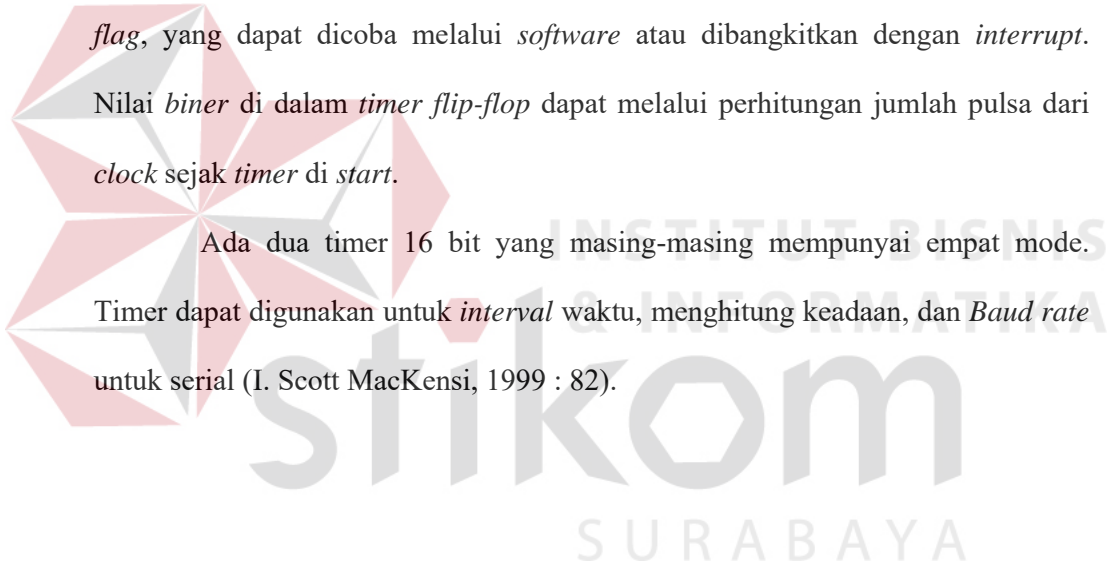 flag, yang dapat dicoba melalui software atau dibangkitkan dengan interrupt.
Nilai biner di dalam timer flip-flop dapat melalui perhitungan jumlah pulsa dari
clock sejak timer di start.
Ada dua timer 16 bit yang masing-masing mempunyai empat mode.
Timer dapat digunakan untuk interval waktu, menghitung keadaan, dan Baud rate
untuk serial (I. Scott MacKensi, 1999 : 82).
INSTITUT BISNIS
& INFORMATIKA
stikom
SURABAYA